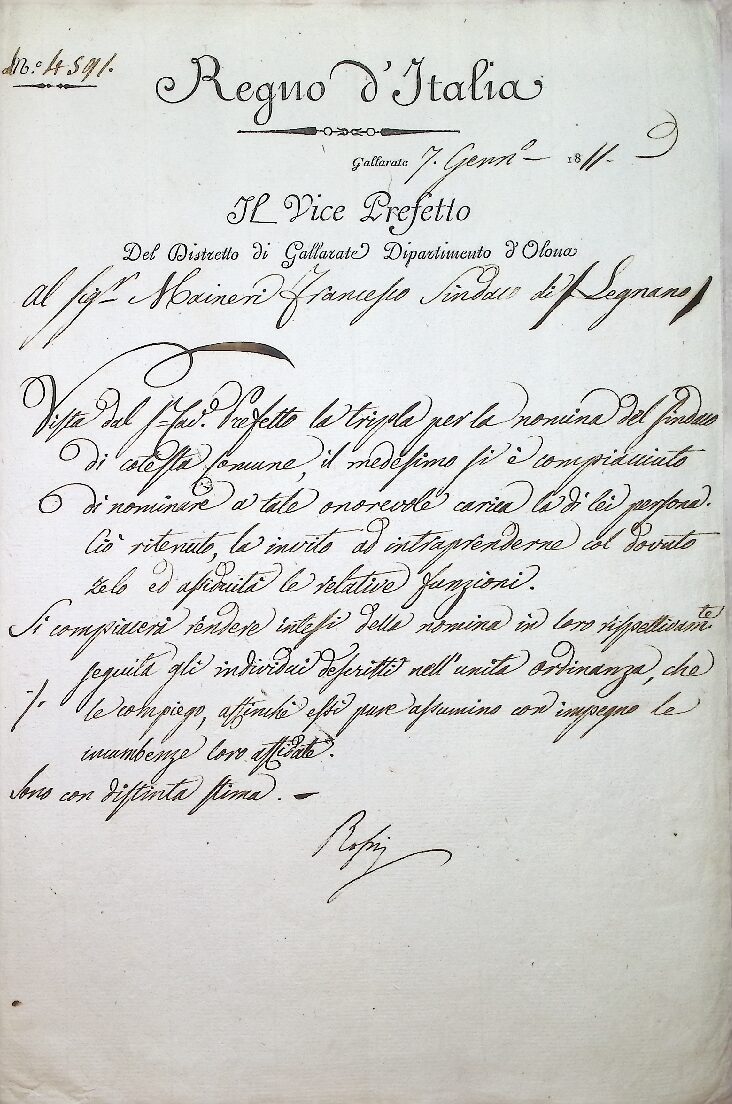 N.º 4591.
Regno d'Italia
Gallarate 7. Genn.º 1811.
Il Vice Prefetto
Del Distretto di Gallarate Dipartimento d'Olona
Al Sig.r Maineri Francesco Sindaco di Legnano
Vista dal Prefetto la tripla per la nomina del Sindaco
di cotesta Comune, il medesimo si è compiacciuto
di nominare a tale onorevole carica la di lei persona.
Ciò ritenuto, la invito ad intraprenderne col dovuto
zelo ed assiduità le relative funzioni.
Si compiacerà rendere intesi della nomina in loro rispettivam.te
seguita gli individui descritti nell'unita Ordinanza, che
le compiego, affinchè essi pure assumino con impegno le
incumbenze loro affidate.
Sono con distinta stima.
Rossi